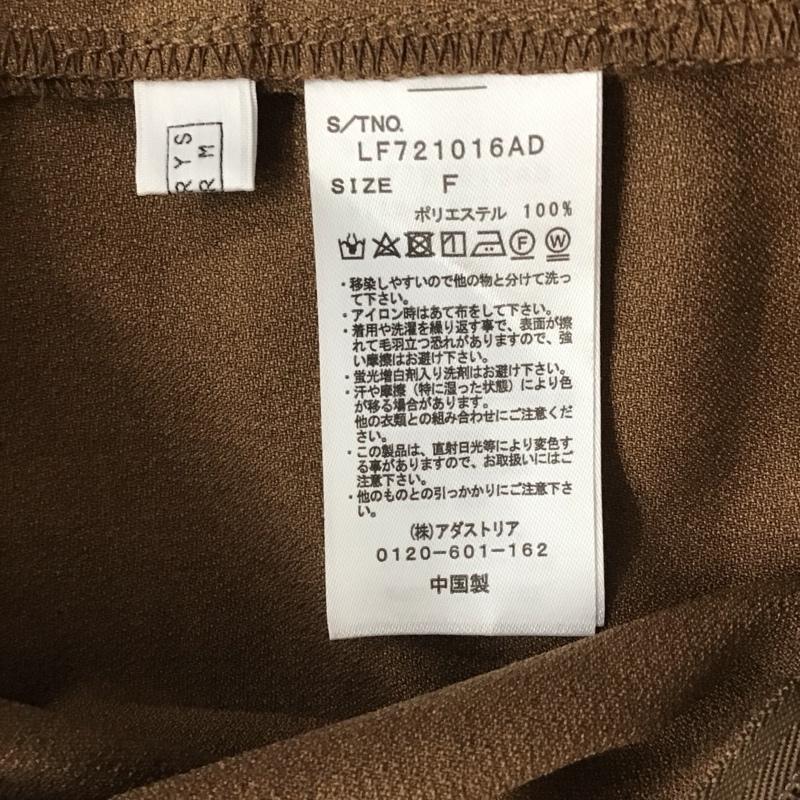 RYS
RM
S/TNO.
LF721016AD
SIZE F
ポリエステル 100%
F W
・移染しやすいので他の物と分けて洗っ
て下さい。
・アイロン時はあて布をして下さい。
・着用や洗濯を繰り返す事で、表面が擦
れて毛羽立つ恐れがありますので、強
い摩擦はお避け下さい。
・蛍光増白剤入り洗剤はお避け下さい。
・汗や摩擦（特に湿った状態）により色
が移る場合があります。
他の衣類との組み合わせにご注意くだ
さい。
・この製品は、直射日光等により変色す
る事がありますので、お取扱いにはご
注意下さい。
・他のものとの引っかかりにご注意下さ
い。
(株)アダストリア
0120-601-162
中国製